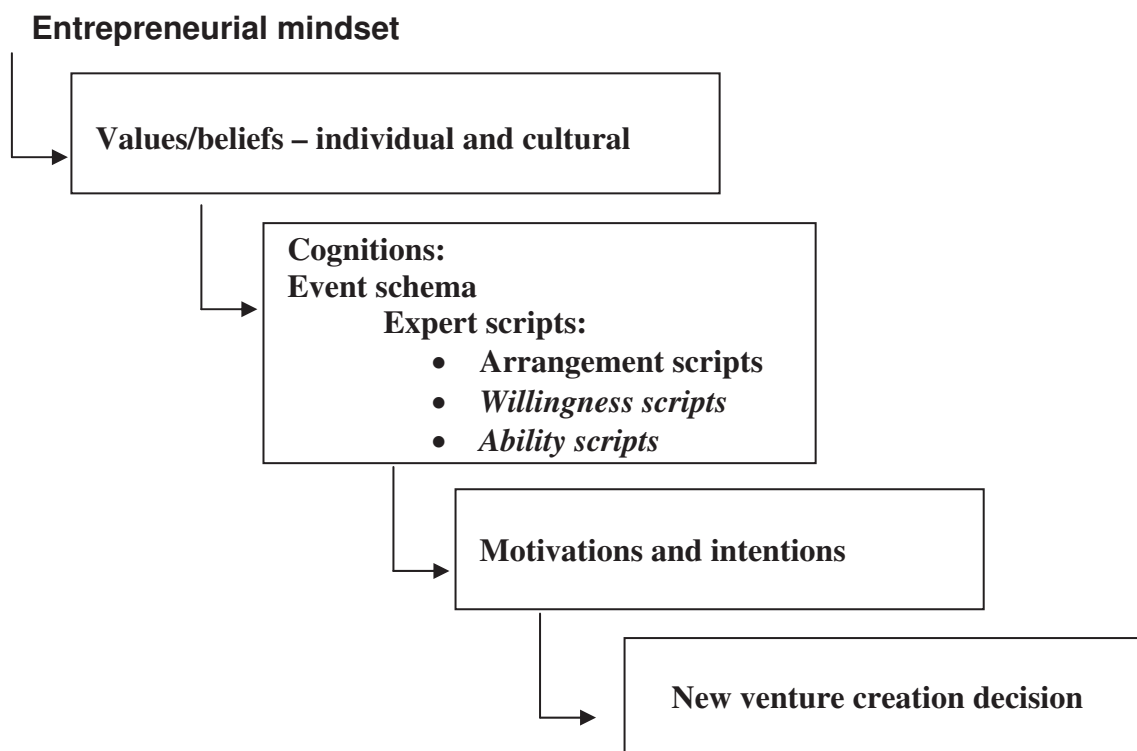 Entrepreneurial mindset
Values/beliefs – individual and cultural
Cognitions:
Event schema
Expert scripts:
• Arrangement scripts
• Willingness scripts
• Ability scripts
Motivations and intentions
New venture creation decision